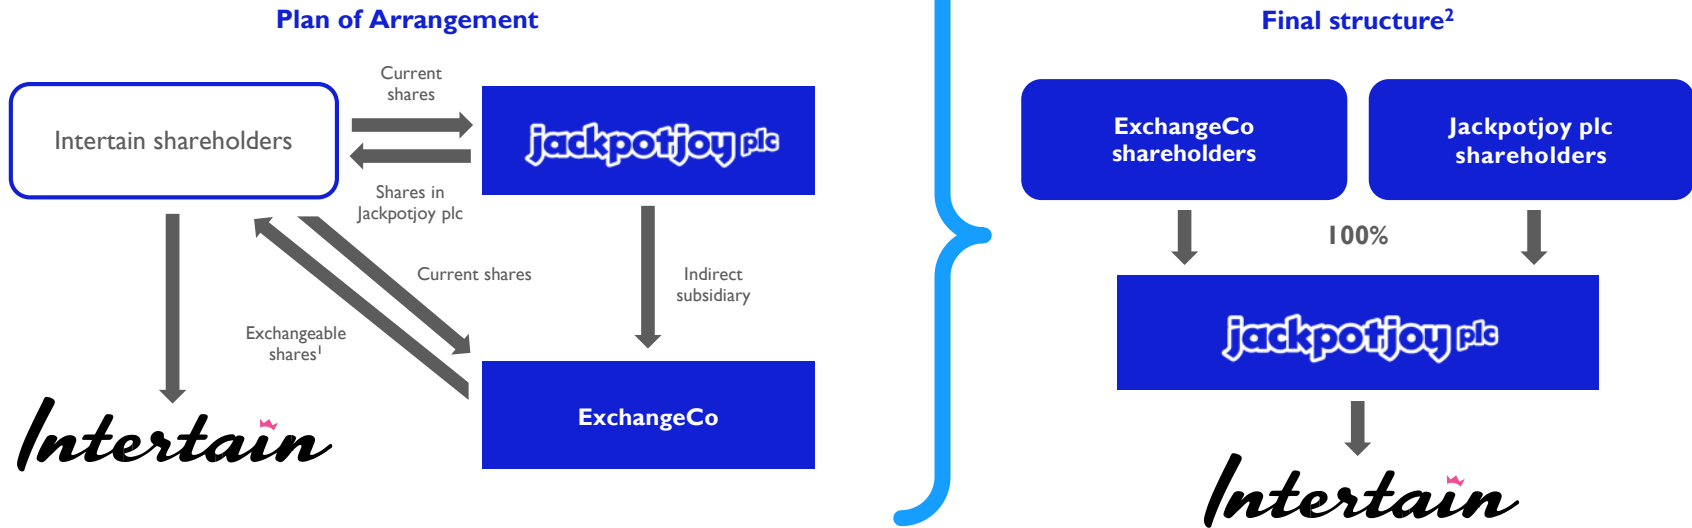 Plan of Arrangement
Current
shares
Intertain shareholders
jackpotjoy plc
Shares in
Jackpotjoy plc
Current shares
Indirect
subsidiary
Exchangeable
shares¹
ExchangeCo
Intertain
Final structure²
ExchangeCo
shareholders
Jackpotjoy plc
shareholders
100%
jackpotjoy plc
Intertain